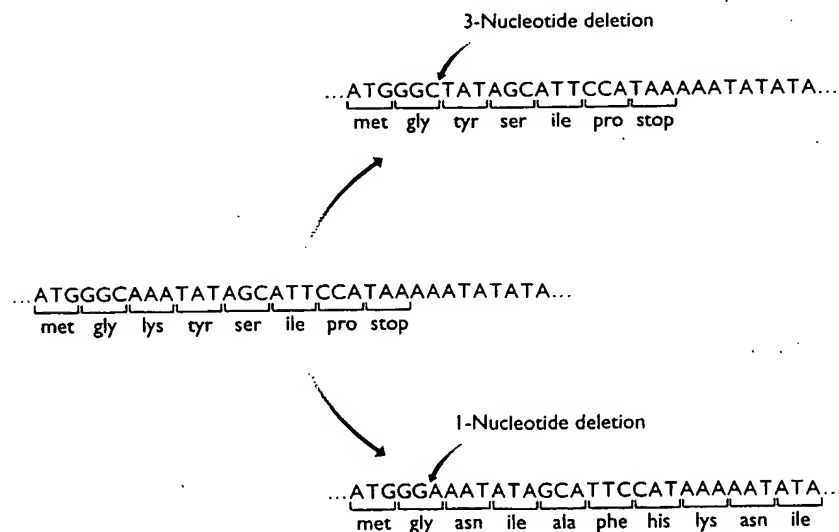 3-Nucleotide deletion
...ATGGGCTATAGCATTCCATAAAAATATATA...
met gly tyr ser ile pro stop
...ATGGGCAAATATAGCATTCCATAAAAATATATA...
met gly lys tyr ser ile pro stop
1-Nucleotide deletion
...ATGGGAAATATAGCATTCCATAAAAATATA...
met gly asn ile ala phe his lys asn ile